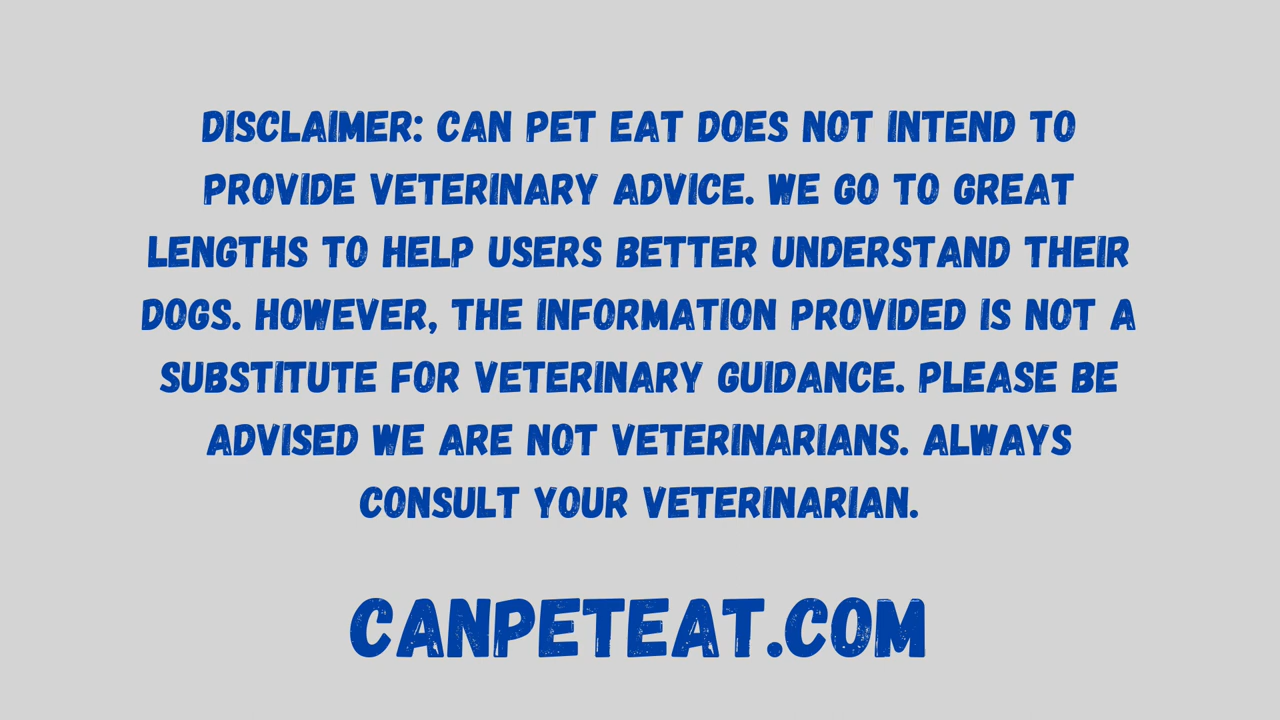 DISCLAIMER: CAN PET EAT DOES NOT INTEND TO
PROVIDE VETERINARY ADVICE. WE GO TO GREAT
LENGTHS TO HELP USERS BETTER UNDERSTAND THEIR
DOGS. HOWEVER, THE INFORMATION PROVIDED IS NOT A
SUBSTITUTE FOR VETERINARY GUIDANCE. PLEASE BE
ADVISED WE ARE NOT VETERINARIANS. ALWAYS
CONSULT YOUR VETERINARIAN.
CANPETEAT.COM